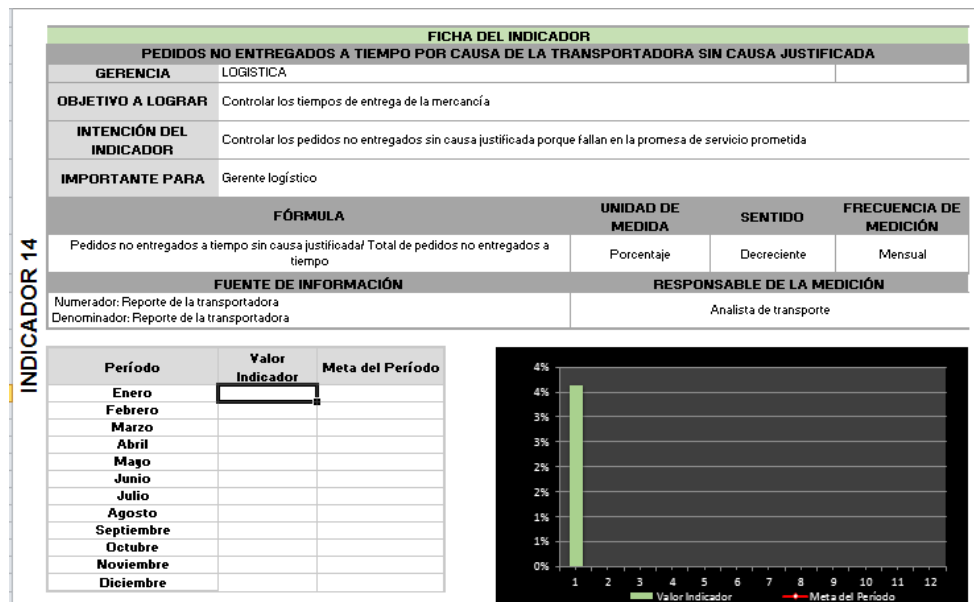 FICHA DEL INDICADOR
PEDIDOS NO ENTREGADOS A TIEMPO POR CAUSA DE LA TRANSPORTADORA SIN CAUSA JUSTIFICADA
GERENCIA LOGISTICA
OBJETIVO A LOGRAR Controlar los tiempos de entrega de la mercancía
INTENCIÓN DEL INDICADOR Controlar los pedidos no entregados sin causa justificada porque fallan en la promesa de servicio prometida
IMPORTANTE PARA Gerente logístico
FÓRMULA UNIDAD DE MEDIDA SENTIDO FRECUENCIA DE MEDICIÓN
Pedidos no entregados a tiempo sin causa justificada/ Total de pedidos no entregados a
tiempo
Porcentaje Decreciente Mensual
FUENTE DE INFORMACIÓN RESPONSABLE DE LA MEDICIÓN
Numerador: Reporte de la transportadora
Denominador: Reporte de la transportadora
Analista de transporte
INDICADOR 14
Período Valor Indicador Meta del Período
Enero
Febrero
Marzo
Abril
Mayo
Junio
Julio
Agosto
Septiembre
Octubre
Noviembre
Diciembre
4%
4%
3%
3%
2%
2%
1%
1%
0%
1 2 3 4 5 6 7 8 9 10 11 12
Valor Indicador Meta del Período